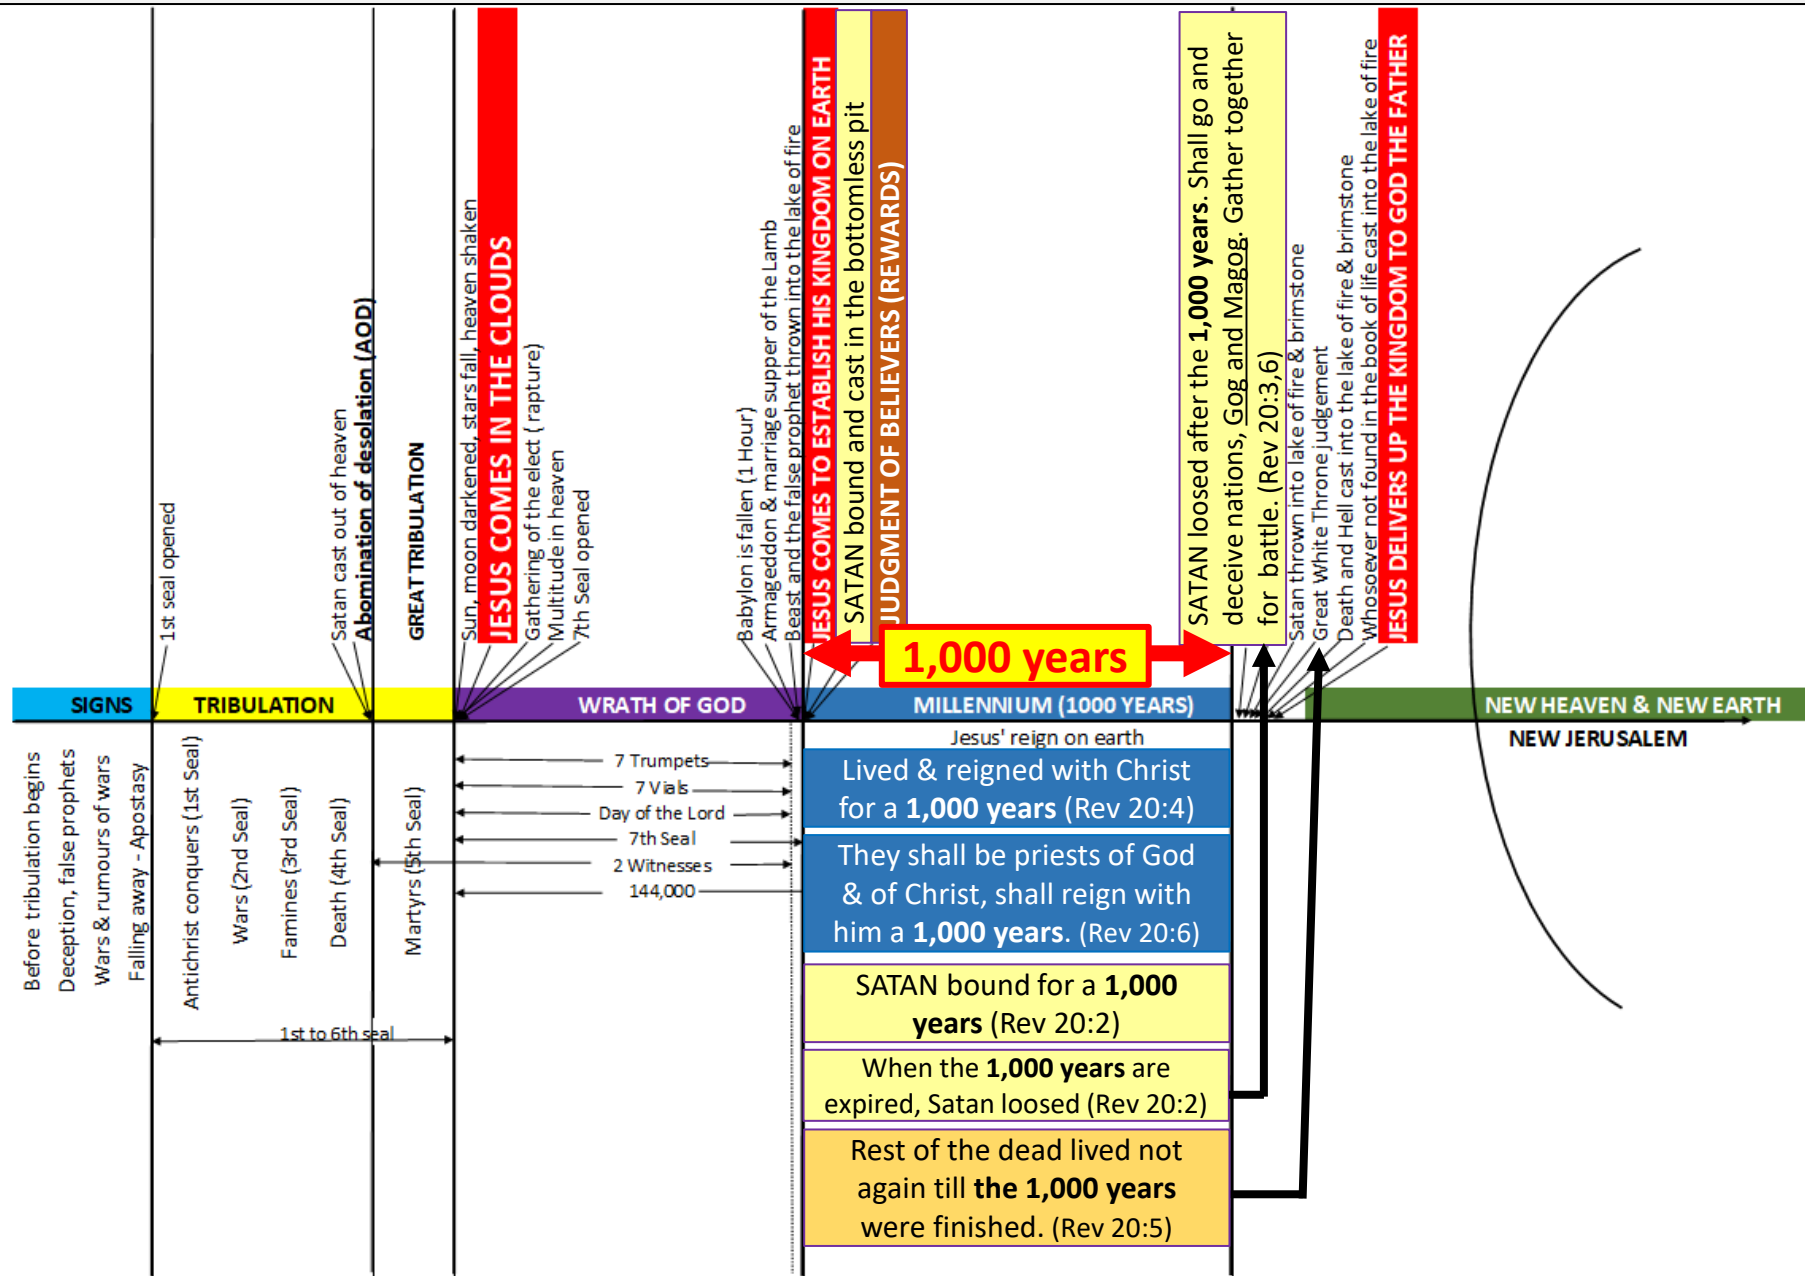 1st seal opened
Satan cast out of heaven
Abomination of desolation (AOD)
GREAT TRIBULATION
Sun, moon darkened, stars fall, heaven shaken
JESUS COMES IN THE CLOUDS
Gathering of the elect ( rapture)
Multitude in heaven
7th Seal opened
Babylon is fallen (1 Hour)
Armageddon & marriage supper of the Lamb
Beast and the false prophet thrown into the lake of fire
JESUS COMES TO ESTABLISH HIS KINGDOM ON EARTH
SATAN bound and cast in the bottomless pit
JUDGMENT OF BELIEVERS (REWARDS)
SATAN loosed after the 1,000 years. Shall go and
deceive nations, Gog and Magog. Gather together
for battle. (Rev 20:3,6)
Satan thrown into lake of fire & brimstone
Great White Throne judgement
Death and Hell cast into the lake of fire & brimstone
Whosoever not found in the book of life cast into the lake of fire
JESUS DELIVERS UP THE KINGDOM TO GOD THE FATHER
1,000 years
SIGNS
TRIBULATION
WRATH OF GOD
MILLENNIUM (1000 YEARS)
NEW HEAVEN & NEW EARTH
NEW JERUSALEM
Before tribulation begins
Deception, false prophets
Wars & rumours of wars
Falling away - Apostasy
Antichrist conquers (1st Seal)
Wars (2nd Seal)
Famines (3rd Seal)
Death (4th Seal)
Martyrs (5th Seal)
1st to 6th seal
7 Trumpets
7 Vials
Day of the Lord
7th Seal
2 Witnesses
144,000
Jesus' reign on earth
Lived & reigned with Christ
for a 1,000 years (Rev 20:4)
They shall be priests of God
& of Christ, shall reign with
him a 1,000 years. (Rev 20:6)
SATAN bound for a 1,000
years (Rev 20:2)
When the 1,000 years are
expired, Satan loosed (Rev 20:2)
Rest of the dead lived not
again till the 1,000 years
were finished. (Rev 20:5)